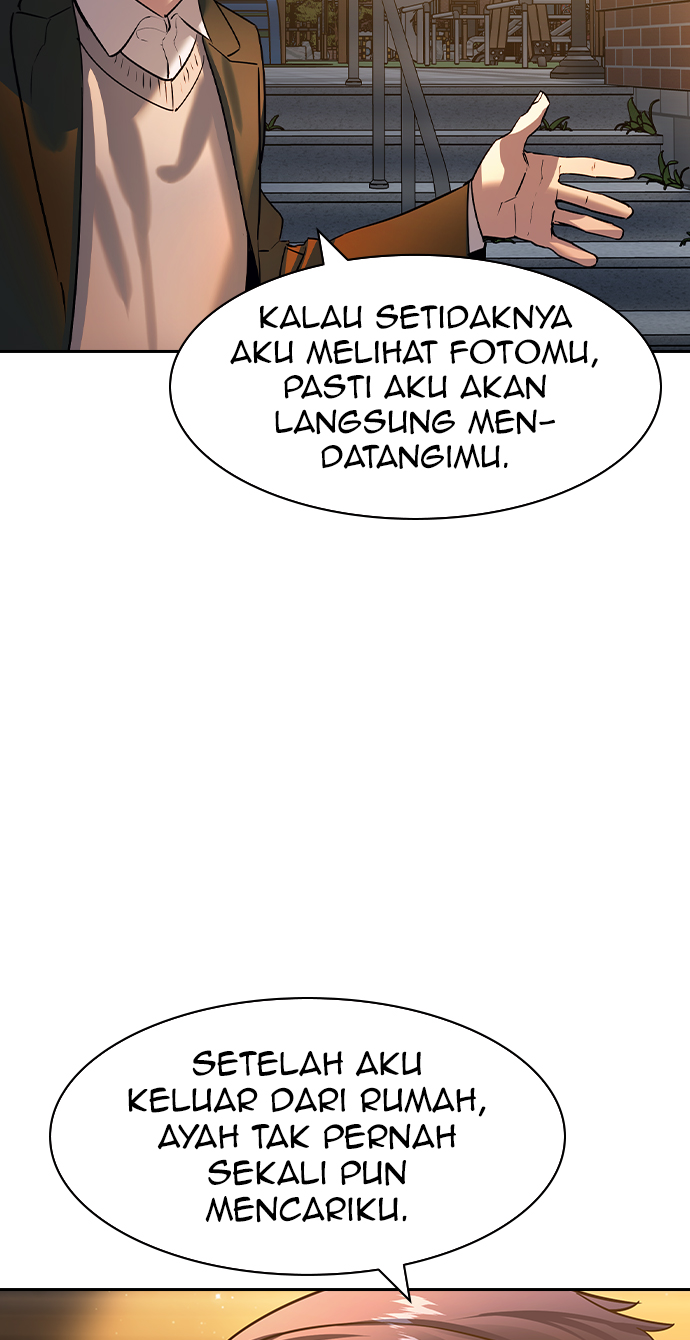 KALAU SETIDAKNYA
AKU MELIHAT FOTOMU,
PASTI AKU AKAN
LANGSUNG MEN-
DATANGIMU.
SETELAH AKU
KELUAR DARI RUMAH,
AYAH TAK PERNAH
SEKALI PUN
MENCARIKU.